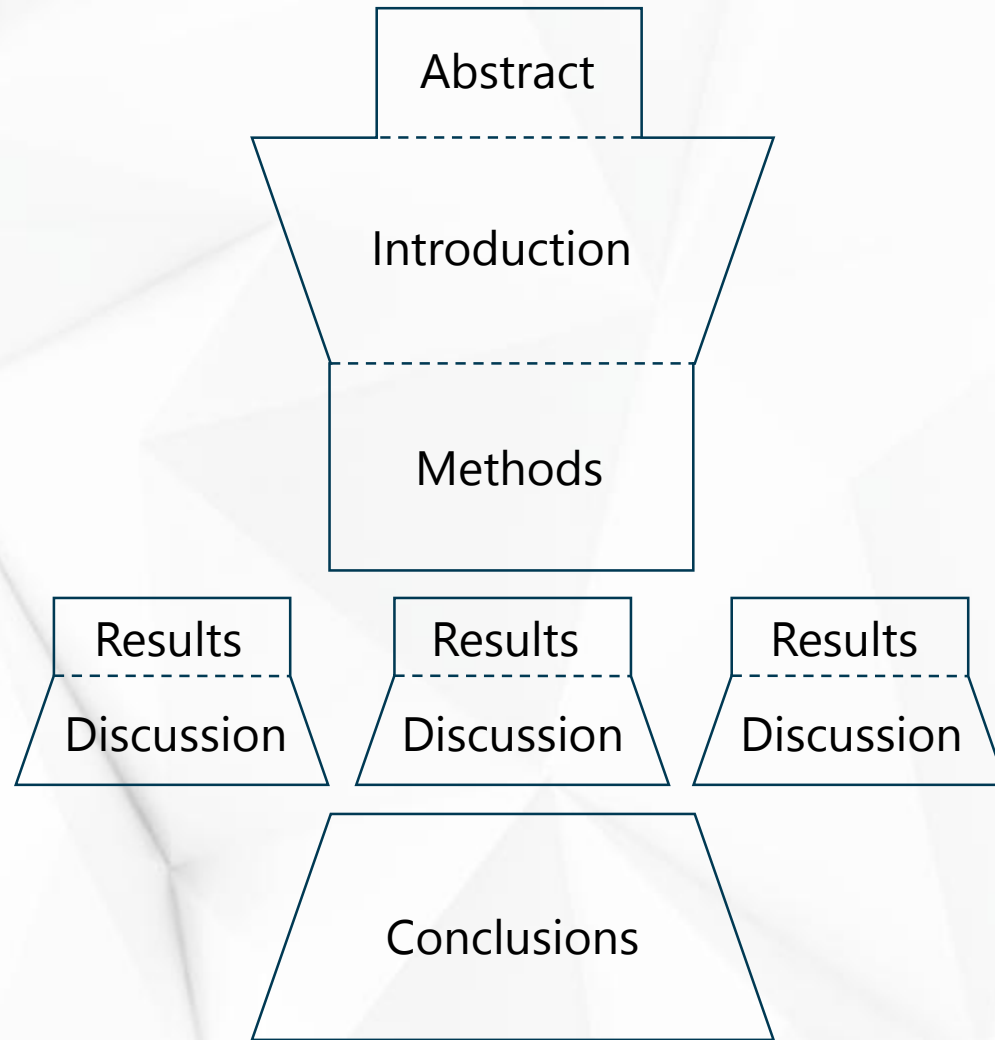 Abstract
Introduction
Methods
Results
Discussion
Results
Discussion
Results
Discussion
Conclusions